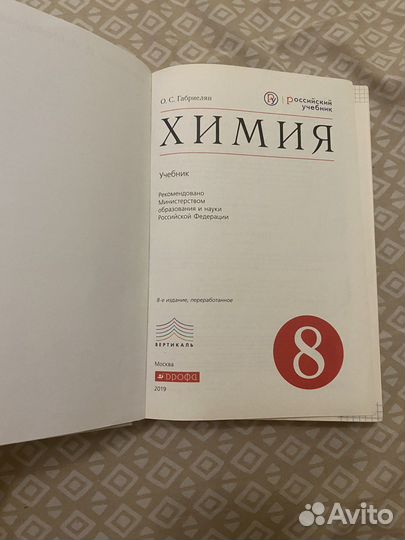 О. С. Габриелян
российский
учебник
ХИМИЯ
Учебник
Рекомендовано
Министерством
образования и науки
Российской Федерации
8-е издание, переработанное
ВЕРТИКАЛЬ
8
Москва
дрофа
2019
Avito